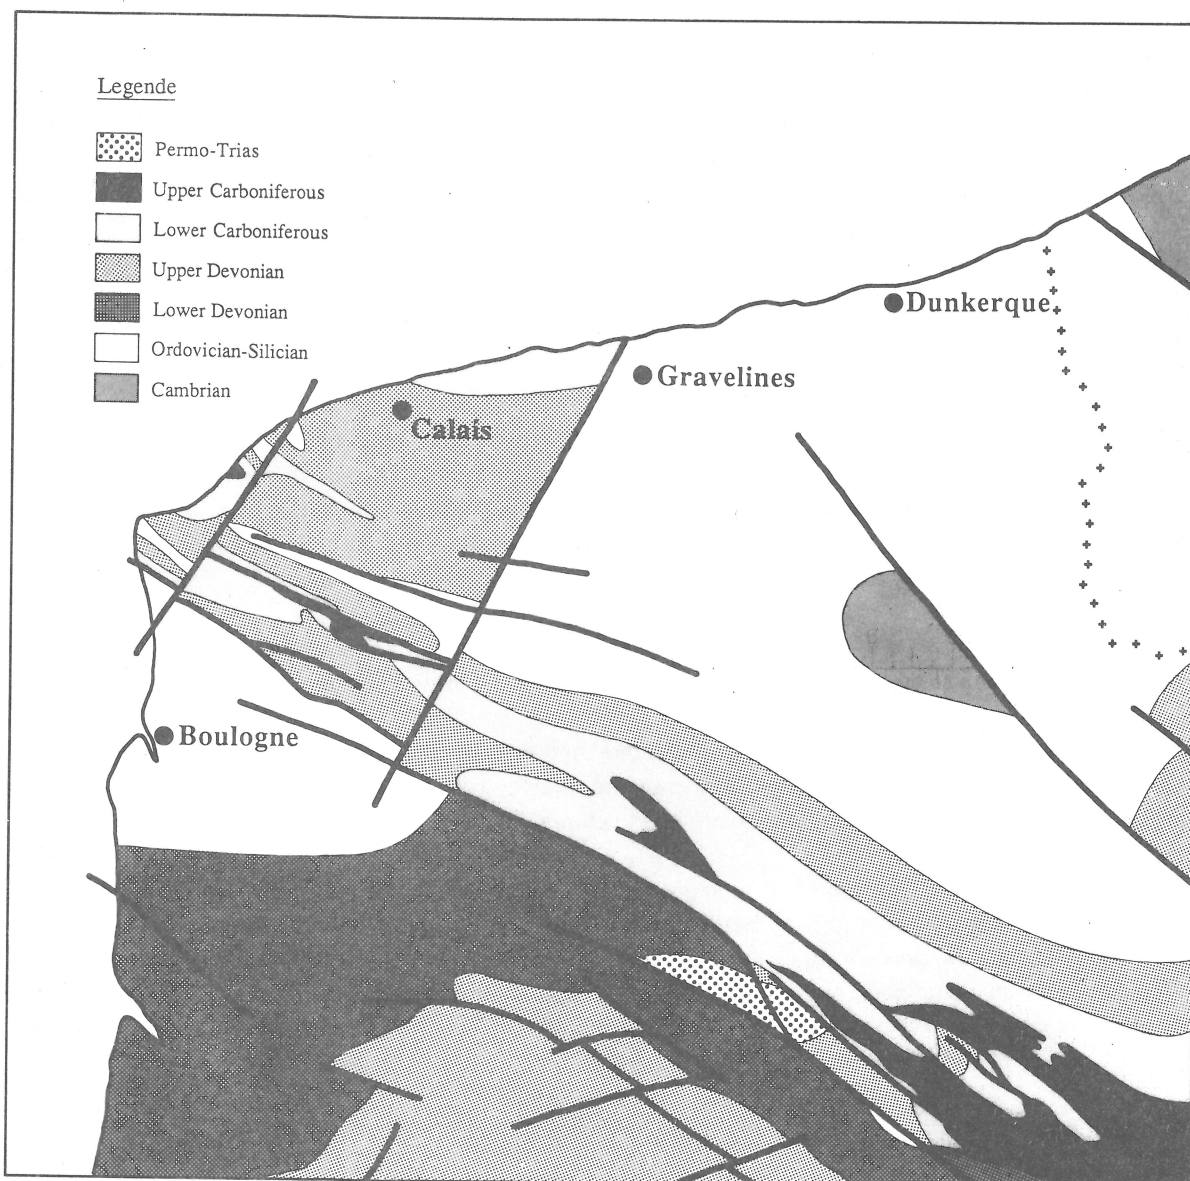 Legende
Permo-Trias
Upper Carboniferous
Lower Carboniferous
Upper Devonian
Lower Devonian
Ordovician-Silician
Cambrian
Dunkerque
Gravelines
Calais
Boulogne